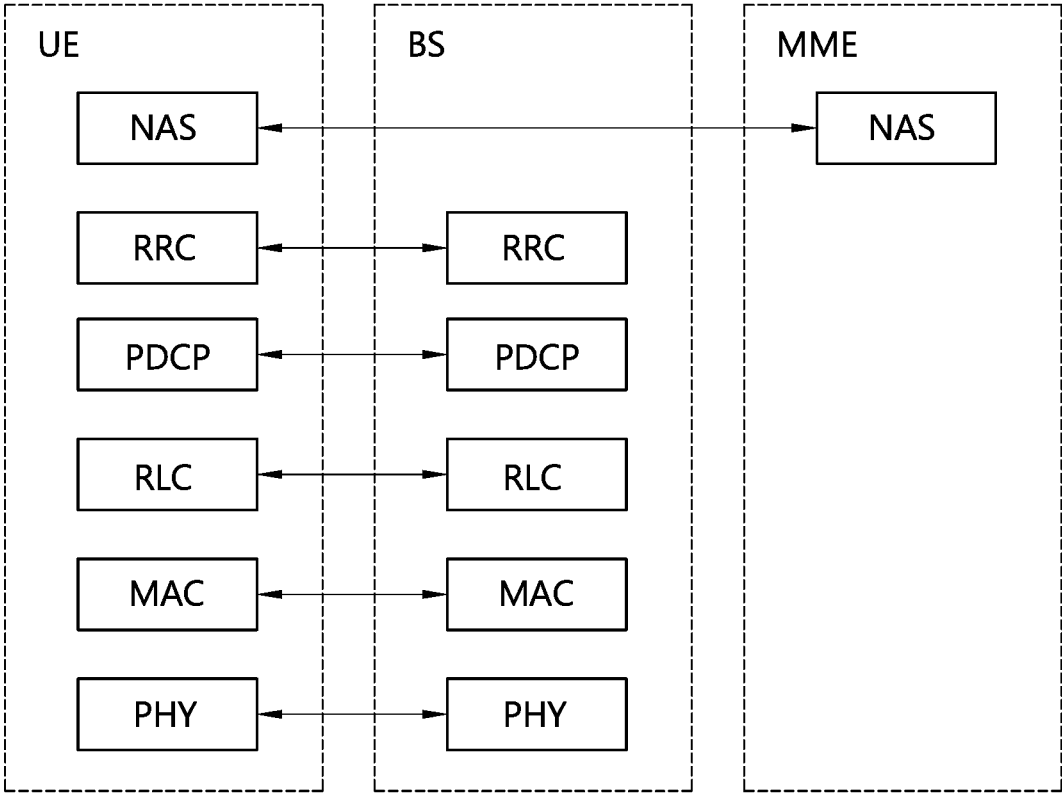 UE BS MME
NAS NAS
RRC RRC
PDCP PDCP
RLC RLC
MAC MAC
PHY PHY